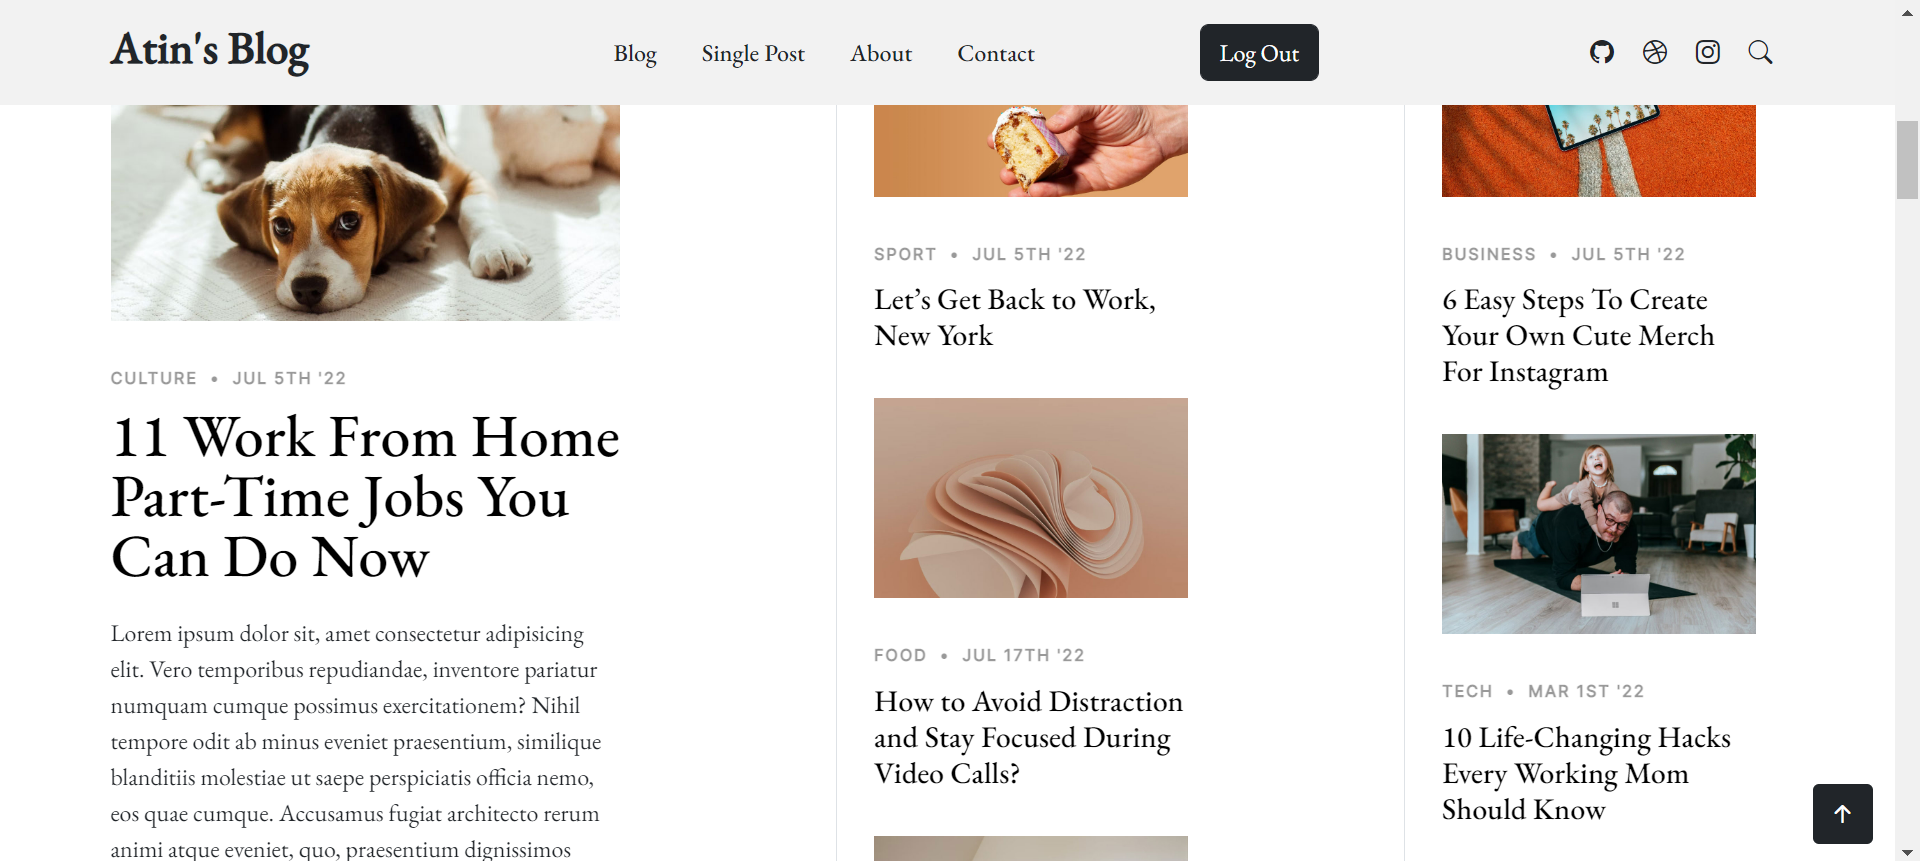 Atin's Blog
Blog Single Post About Contact
Log Out
CULTURE • JUL 5TH '22
11 Work From Home
Part-Time Jobs You
Can Do Now
Lorem ipsum dolor sit, amet consectetur adipisicing
elit. Vero temporibus repudiandae, inventore pariatur
numquam cumque possimus exercitationem? Nihil
tempore odit ab minus eveniet praesentium, similique
blanditiis molestiae ut saepe perspiciatis officia nemo,
eos quae cumque. Accusamus fugiat architecto rerum
animi atque eveniet, quo, praesentium dignissimos
SPORT • JUL 5TH '22
Let’s Get Back to Work,
New York
FOOD • JUL 17TH '22
How to Avoid Distraction
and Stay Focused During
Video Calls?
BUSINESS • JUL 5TH '22
6 Easy Steps To Create
Your Own Cute Merch
For Instagram
TECH • MAR 1ST '22
10 Life-Changing Hacks
Every Working Mom
Should Know